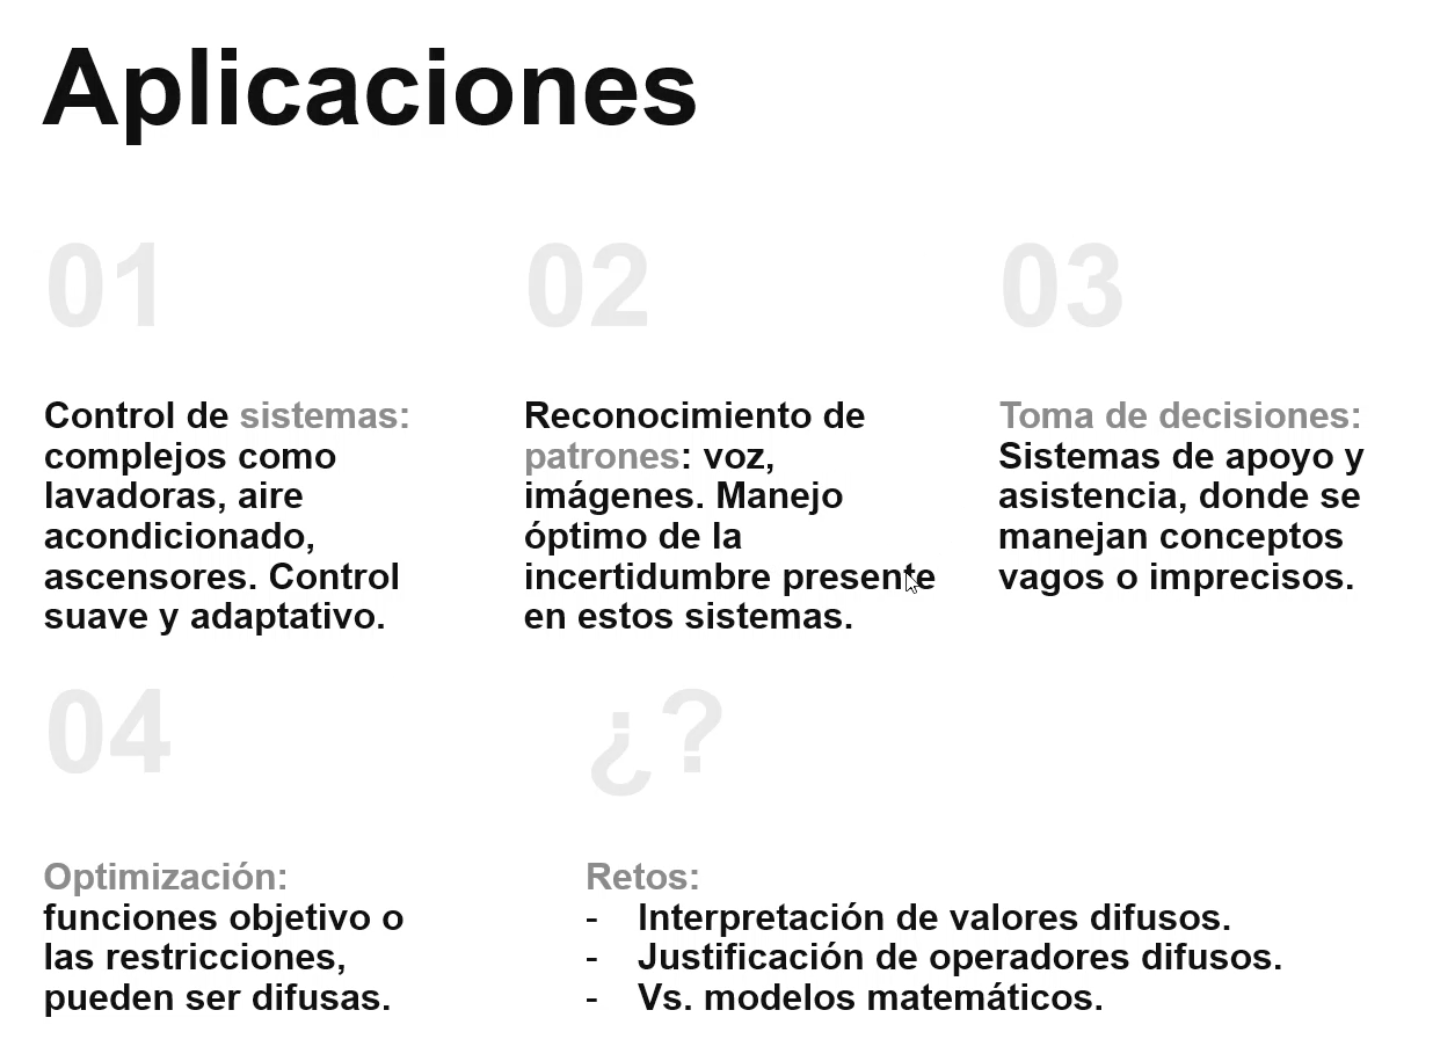 Aplicaciones
01
02
03
Control de sistemas:
complejos como
lavadoras, aire
acondicionado,
ascensores. Control
suave y adaptativo.
Reconocimiento de
patrones: voz,
imágenes. Manejo
óptimo de la
incertidumbre presente
en estos sistemas.
Toma de decisiones:
Sistemas de apoyo y
asistencia, donde se
manejan conceptos
vagos o imprecisos.
04
¿?
Optimización:
funciones objetivo o
las restricciones,
pueden ser difusas.
Retos:
- Interpretación de valores difusos.
- Justificación de operadores difusos.
- Vs. modelos matemáticos.